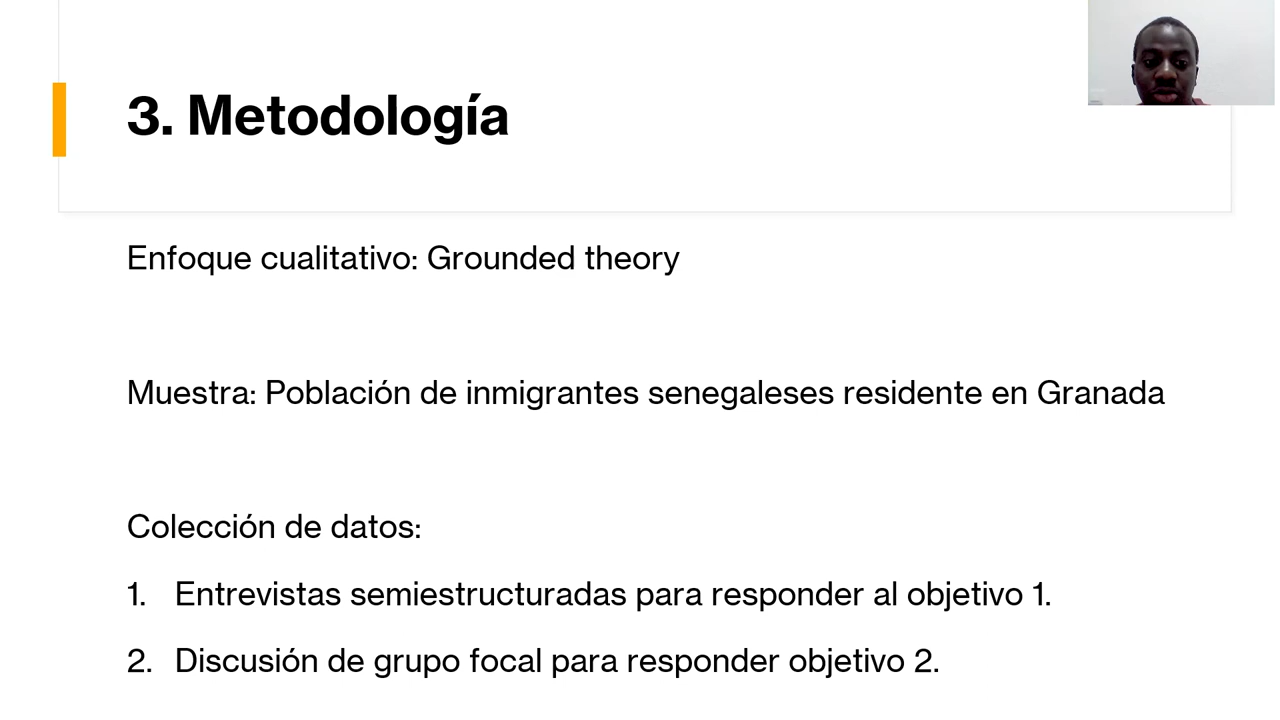 3. Metodología
Enfoque cualitativo: Grounded theory
Muestra: Población de inmigrantes senegaleses residente en Granada
Colección de datos:
1. Entrevistas semiestructuradas para responder al objetivo 1.
2. Discusión de grupo focal para responder objetivo 2.